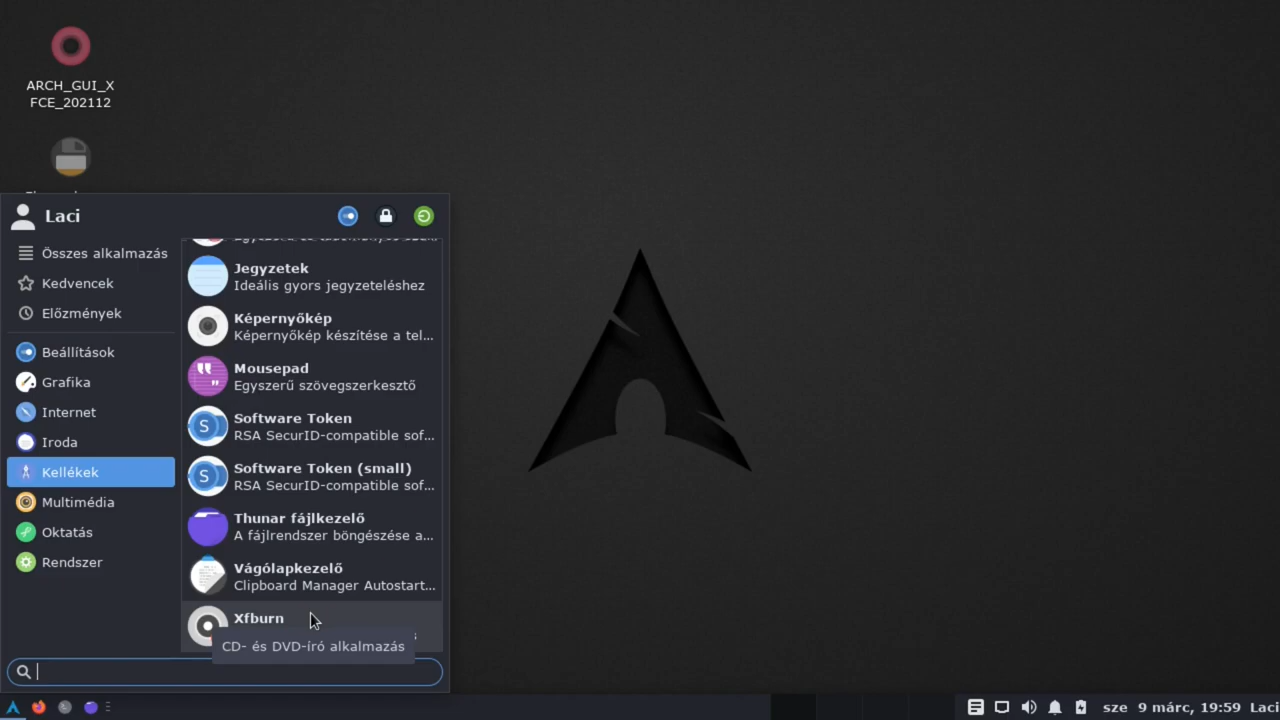 ARCH_GUI_X
FCE_202112
Laci
Összes alkalmazás
Kedvencek
Előzmények
Beállítások
Grafika
Internet
Iroda
Kellékek
Multimédia
Oktatás
Rendszer
Jegyzetek
Ideális gyors jegyzeteléshez
Képernyőkép
Képernyőkép készítése a tel...
Mousepad
Egyszerű szövegszerkesztő
Software Token
RSA SecurID-compatible sof...
Software Token (small)
RSA SecurID-compatible sof...
Thunar fájlkezelő
A fájlrendszer böngészése a...
Vágólapkezelő
Clipboard Manager Autostart...
Xfburn
CD- és DVD-író alkalmazás
sze 9 márc, 19:59 Laci